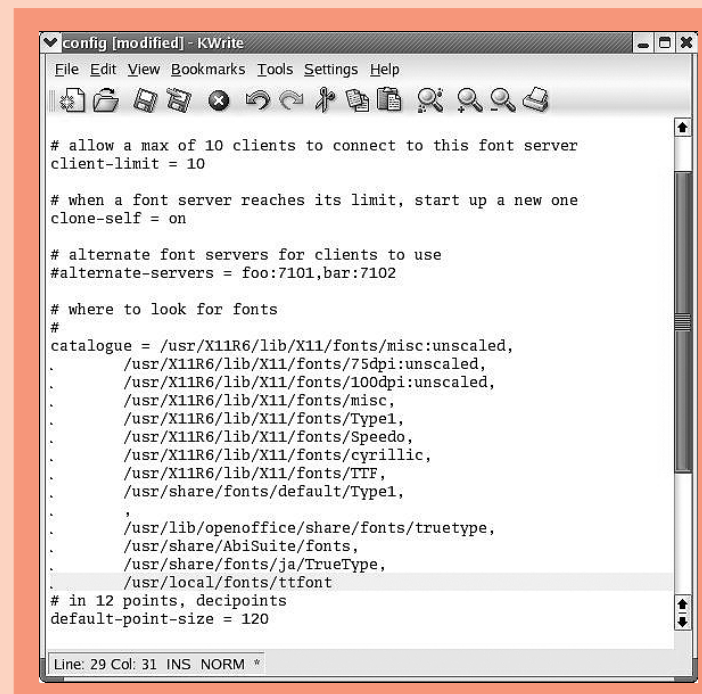 config [modified] - KWrite
File Edit View Bookmarks Tools Settings Help
# allow a max of 10 clients to connect to this font server
client-limit = 10
# when a font server reaches its limit, start up a new one
clone-self = on
# alternate font servers for clients to use
#alternate-servers = foo:7101,bar:7102
# where to look for fonts
#
catalogue = /usr/X11R6/lib/X11/fonts/misc:unscaled,
. /usr/X11R6/lib/X11/fonts/75dpi:unscaled,
. /usr/X11R6/lib/X11/fonts/100dpi:unscaled,
. /usr/X11R6/lib/X11/fonts/misc,
. /usr/X11R6/lib/X11/fonts/Type1,
. /usr/X11R6/lib/X11/fonts/Speedo,
. /usr/X11R6/lib/X11/fonts/cyrillic,
. /usr/X11R6/lib/X11/fonts/TTF,
. /usr/share/fonts/default/Type1,
. ,
. /usr/lib/openoffice/share/fonts/truetype,
. /usr/share/AbiSuite/fonts,
. /usr/share/fonts/ja/TrueType,
. /usr/local/fonts/ttfont
# in 12 points, decipoints
default-point-size = 120
Line: 29 Col: 31 INS NORM *